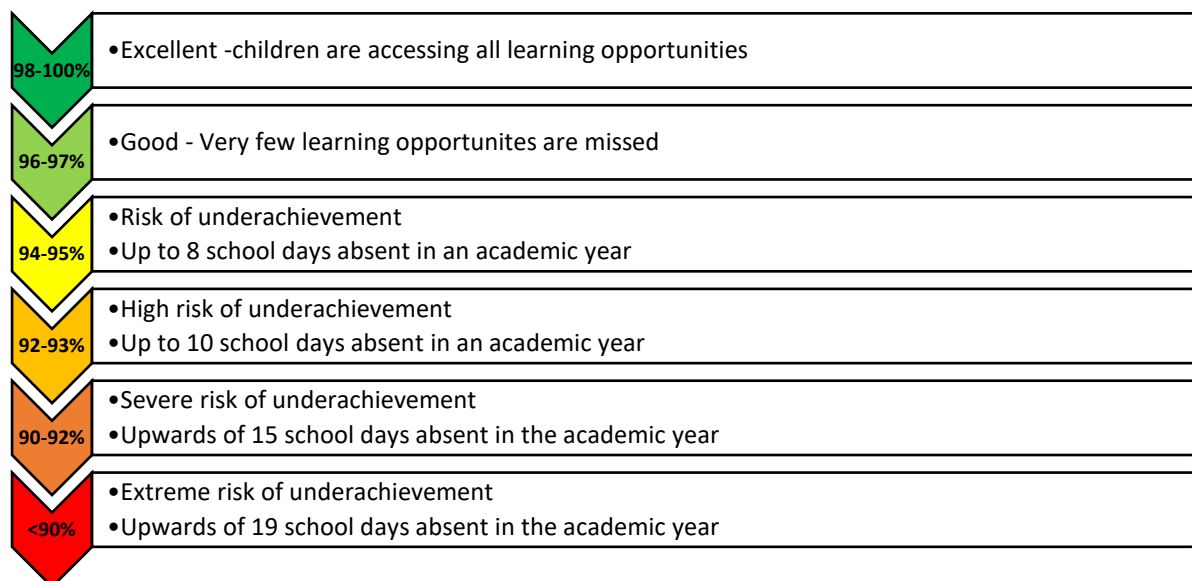 98-100%
•Excellent -children are accessing all learning opportunities
96-97%
•Good - Very few learning opportunites are missed
94-95%
•Risk of underachievement
•Up to 8 school days absent in an academic year
92-93%
•High risk of underachievement
•Up to 10 school days absent in an academic year
90-92%
•Severe risk of underachievement
•Upwards of 15 school days absent in the academic year
<90%
•Extreme risk of underachievement
•Upwards of 19 school days absent in the academic year